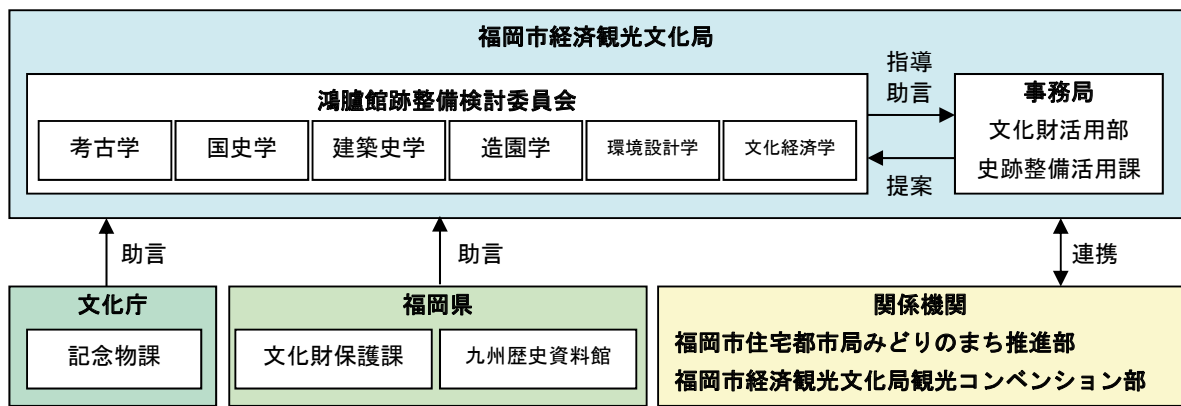 福岡市経済観光文化局
鴻臚館跡整備検討委員会
考古学
国史学
建築史学
造園学
環境設計学
文化経済学
指導
助言
提案
事務局
文化財活用部
史跡整備活用課
助言
助言
連携
文化庁
記念物課
福岡県
文化財保護課
九州歴史資料館
関係機関
福岡市住宅都市局みどりのまち推進部
福岡市経済観光文化局観光コンベンション部